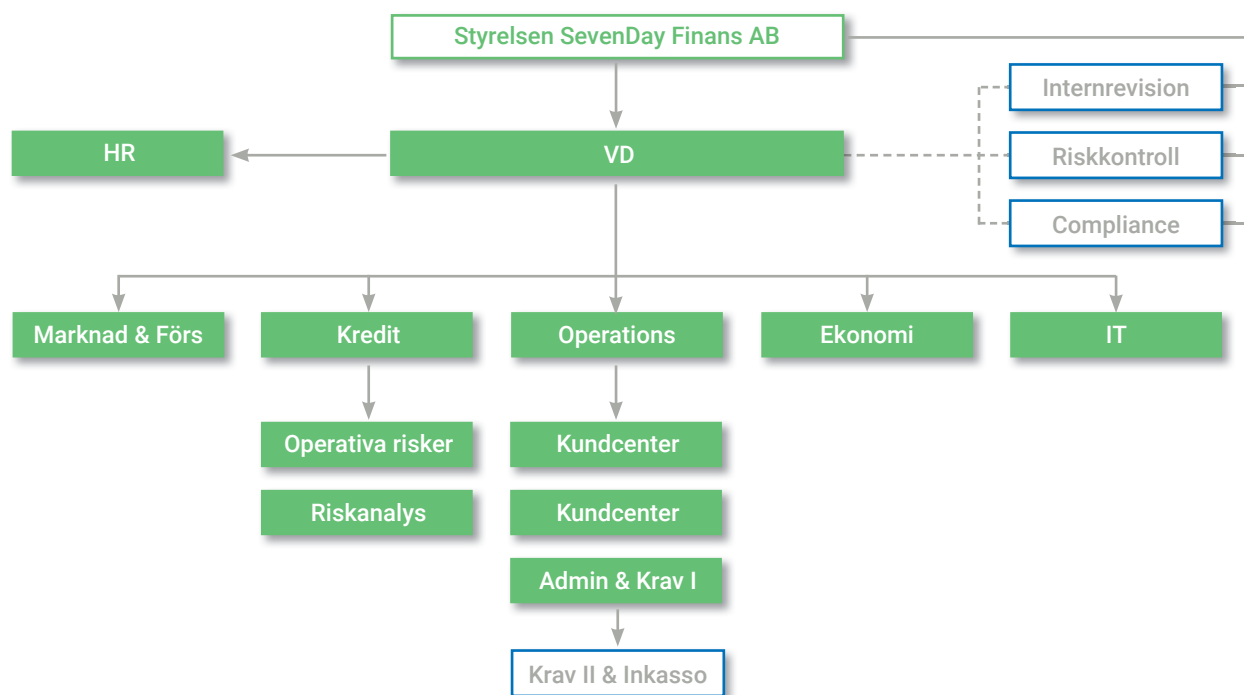 Styrelsen SevenDay Finans AB
Internrevision
HR
VD
Riskkontroll
Compliance
Marknad & Förs
Kredit
Operations
Ekonomi
IT
Operativa risker
Kundcenter
Riskanalys
Kundcenter
Admin & Krav I
Krav II & Inkasso